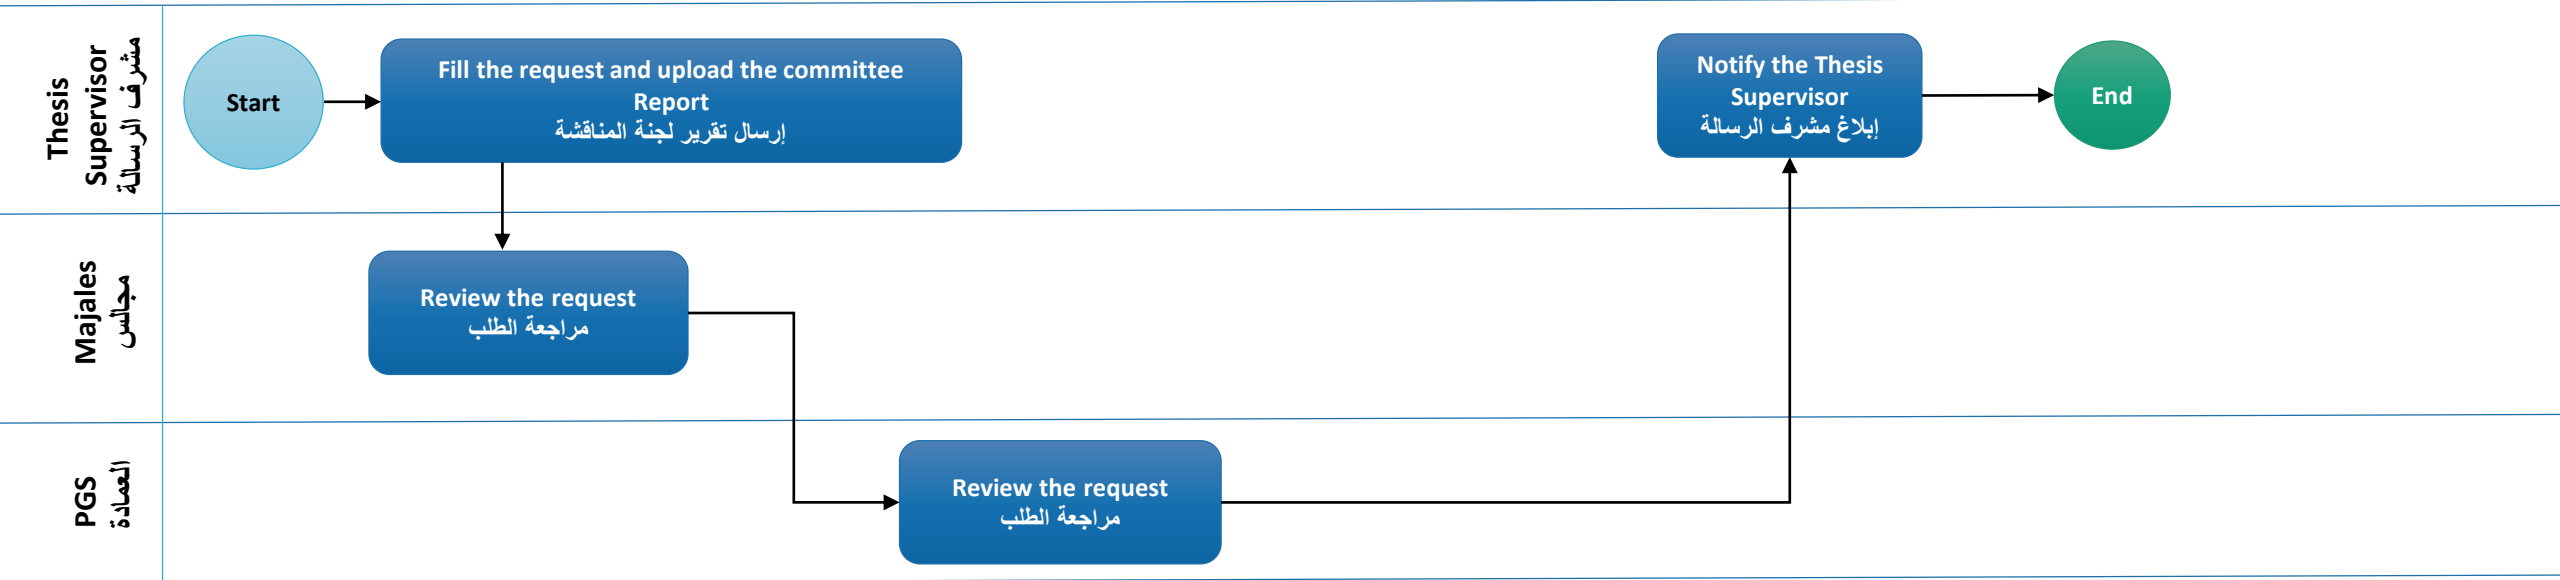 Thesis
Supervisor
مشرف الرسالة
Start
Fill the request and upload the committee
Report
إرسال تقرير لجنة المناقشة
Notify the Thesis
Supervisor
إبلاغ مشرف الرسالة
End
Majales
مجالس
Review the request
مراجعة الطلب
PGS
العمادة
Review the request
مراجعة الطلب